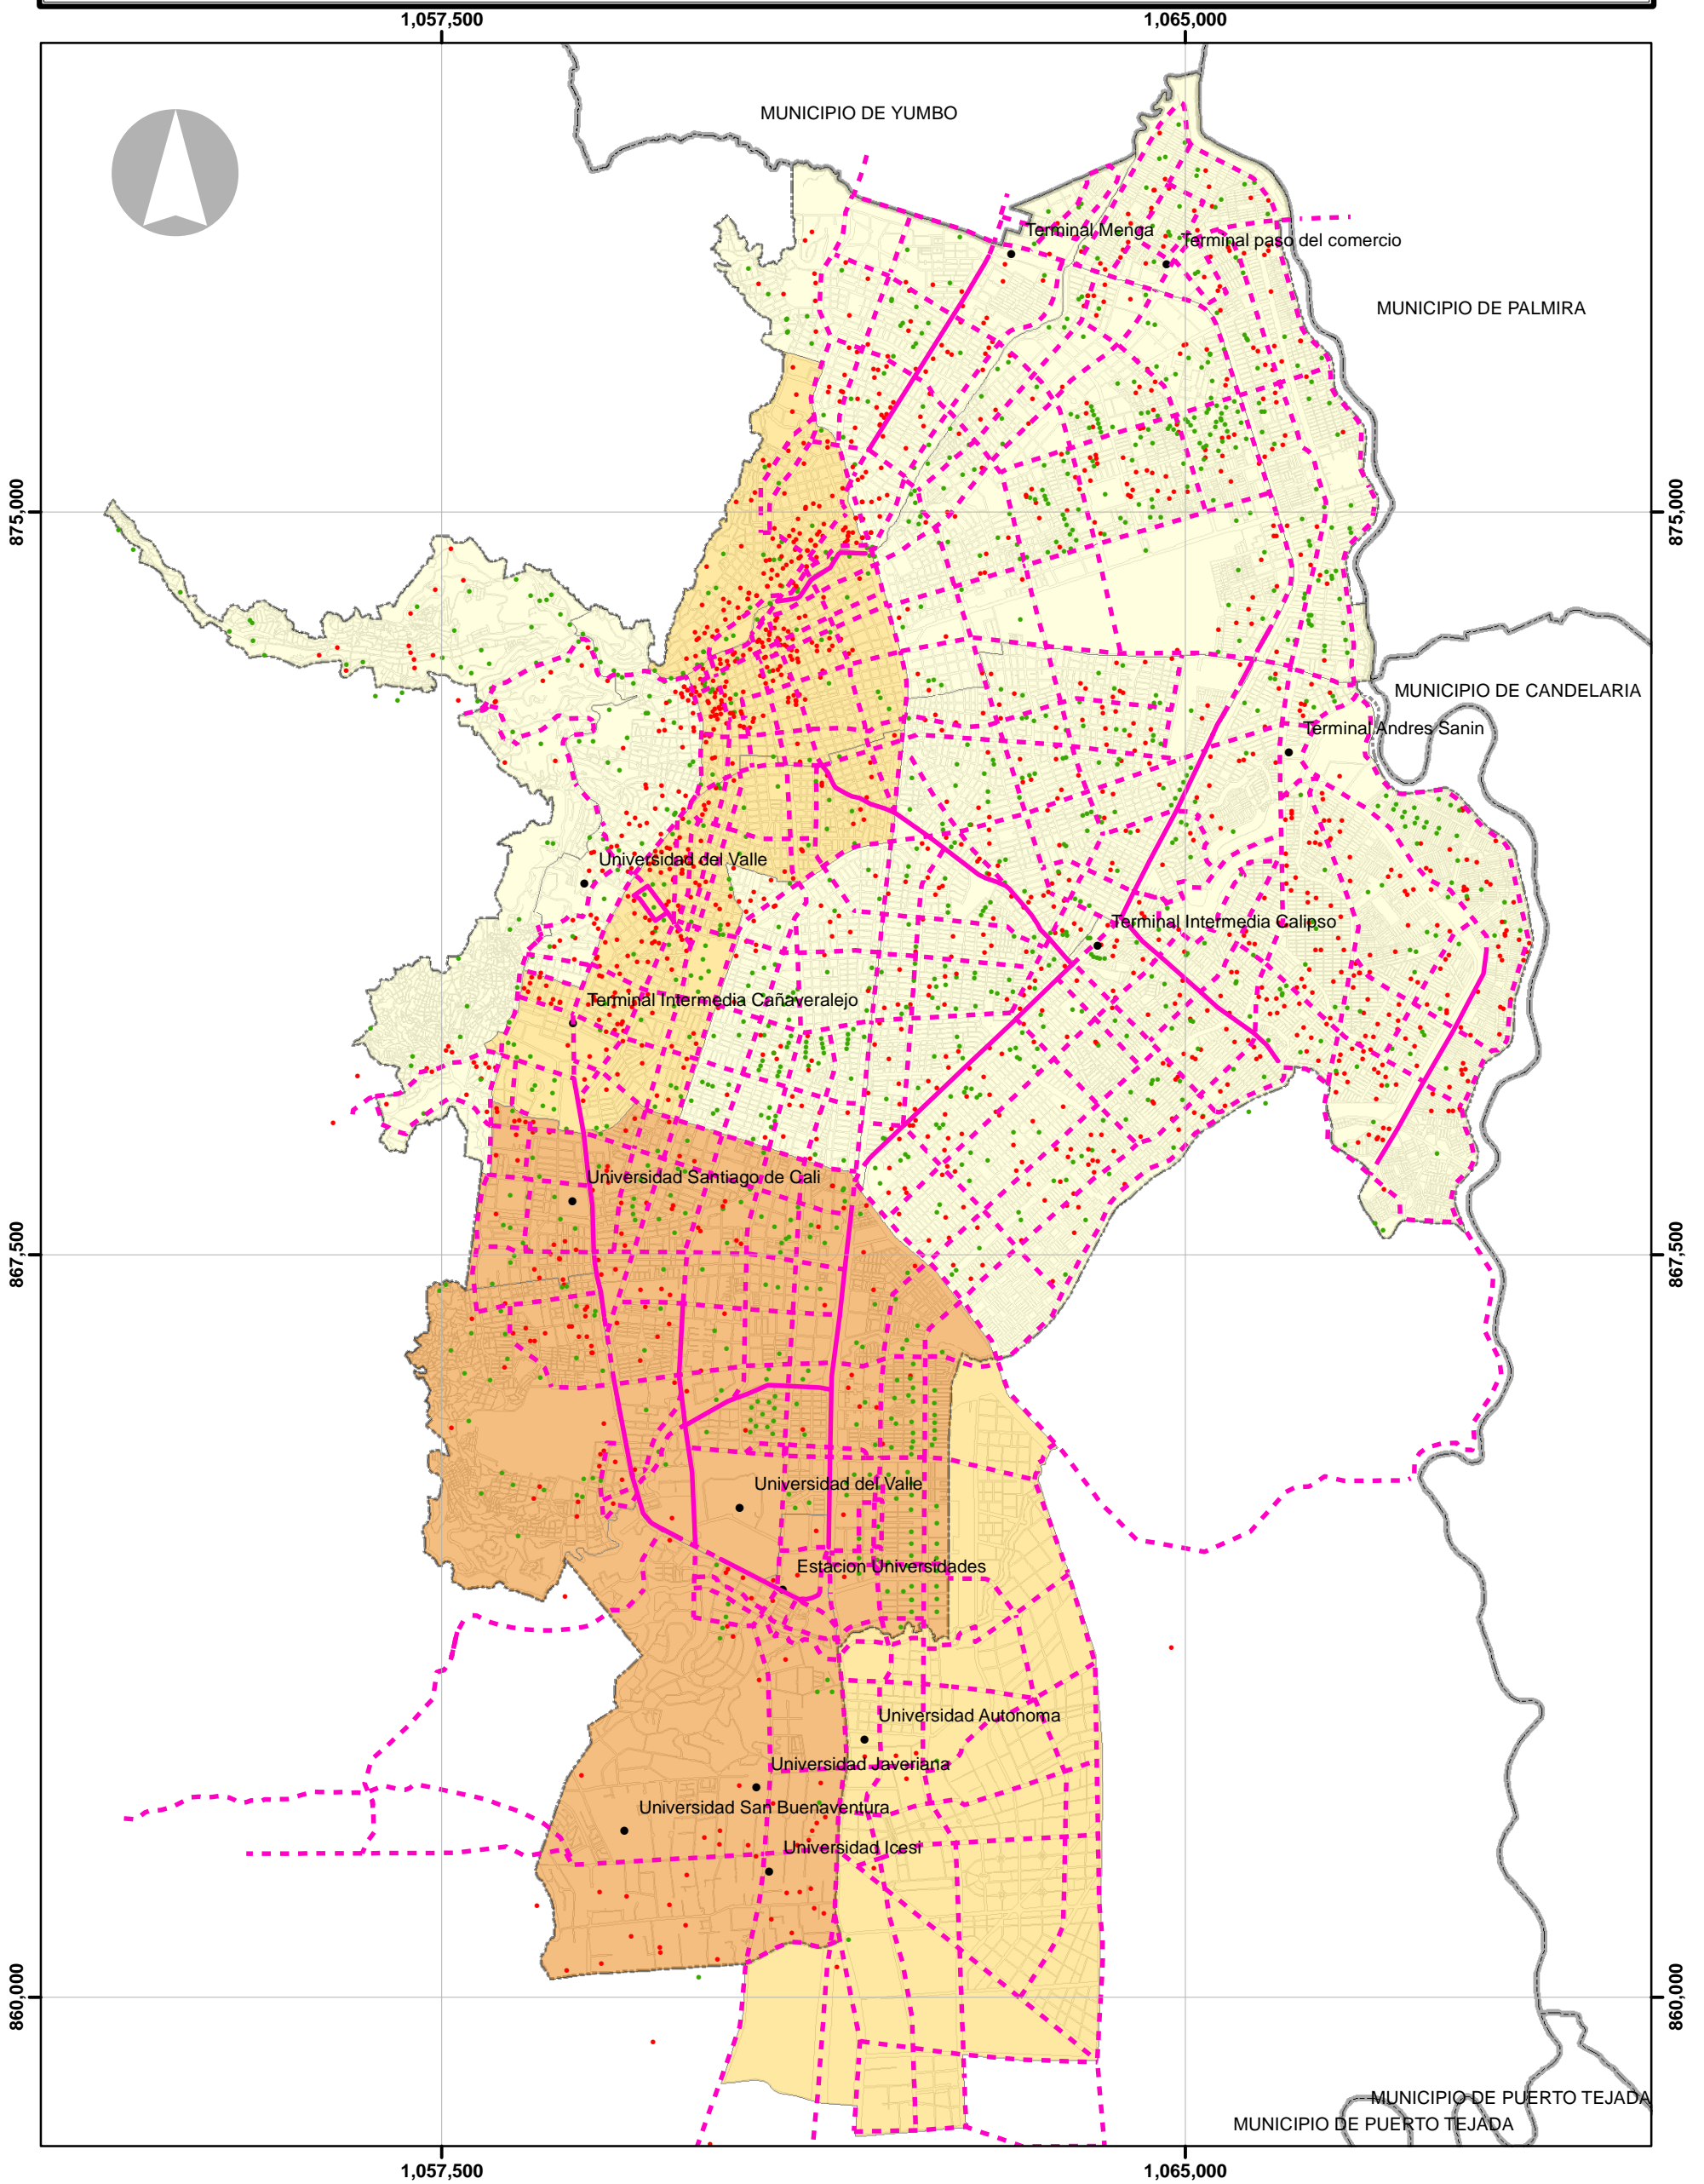 1,057,500
1,065,000
MUNICIPIO DE YUMBO
Terminal Menga
Terminal paso del comercio
MUNICIPIO DE PALMIRA
875,000
875,000
MUNICIPIO DE CANDELARIA
Terminal Andres Sanin
Universidad del Valle
Terminal Intermedia Calipso
Terminal Intermedia Cañaveralejo
Universidad Santiago de Cali
867,500
867,500
Universidad del Valle
Estacion Universidades
Universidad Autonoma
Universidad Javeriana
Universidad San Buenaventura
Universidad Icesi
860,000
860,000
MUNICIPIO DE PUERTO TEJADA
MUNICIPIO DE PUERTO TEJADA
1,057,500
1,065,000